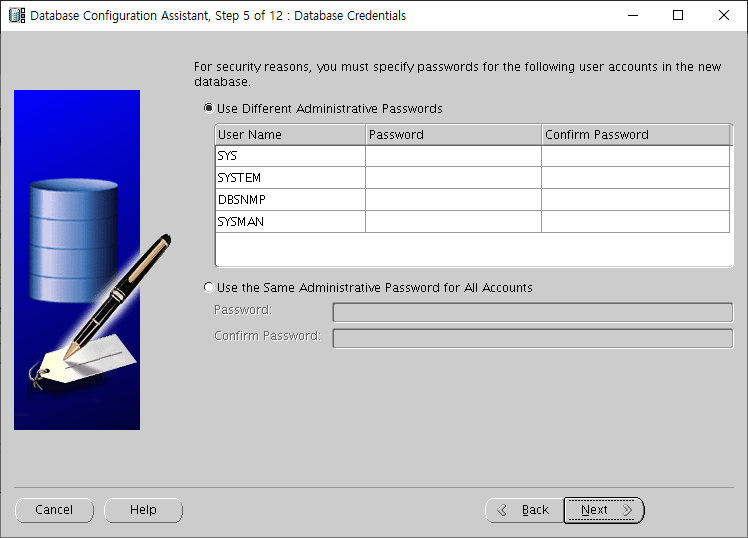 Database Configuration Assistant, Step 5 of 12 : Database Credentials
For security reasons, you must specify passwords for the following user accounts in the new
database.
Use Different Administrative Passwords
User Name Password Confirm Password
SYS
SYSTEM
DBSNMP
SYSMAN
Use the Same Administrative Password for All Accounts
Password:
Confirm Password:
Cancel Help Back Next